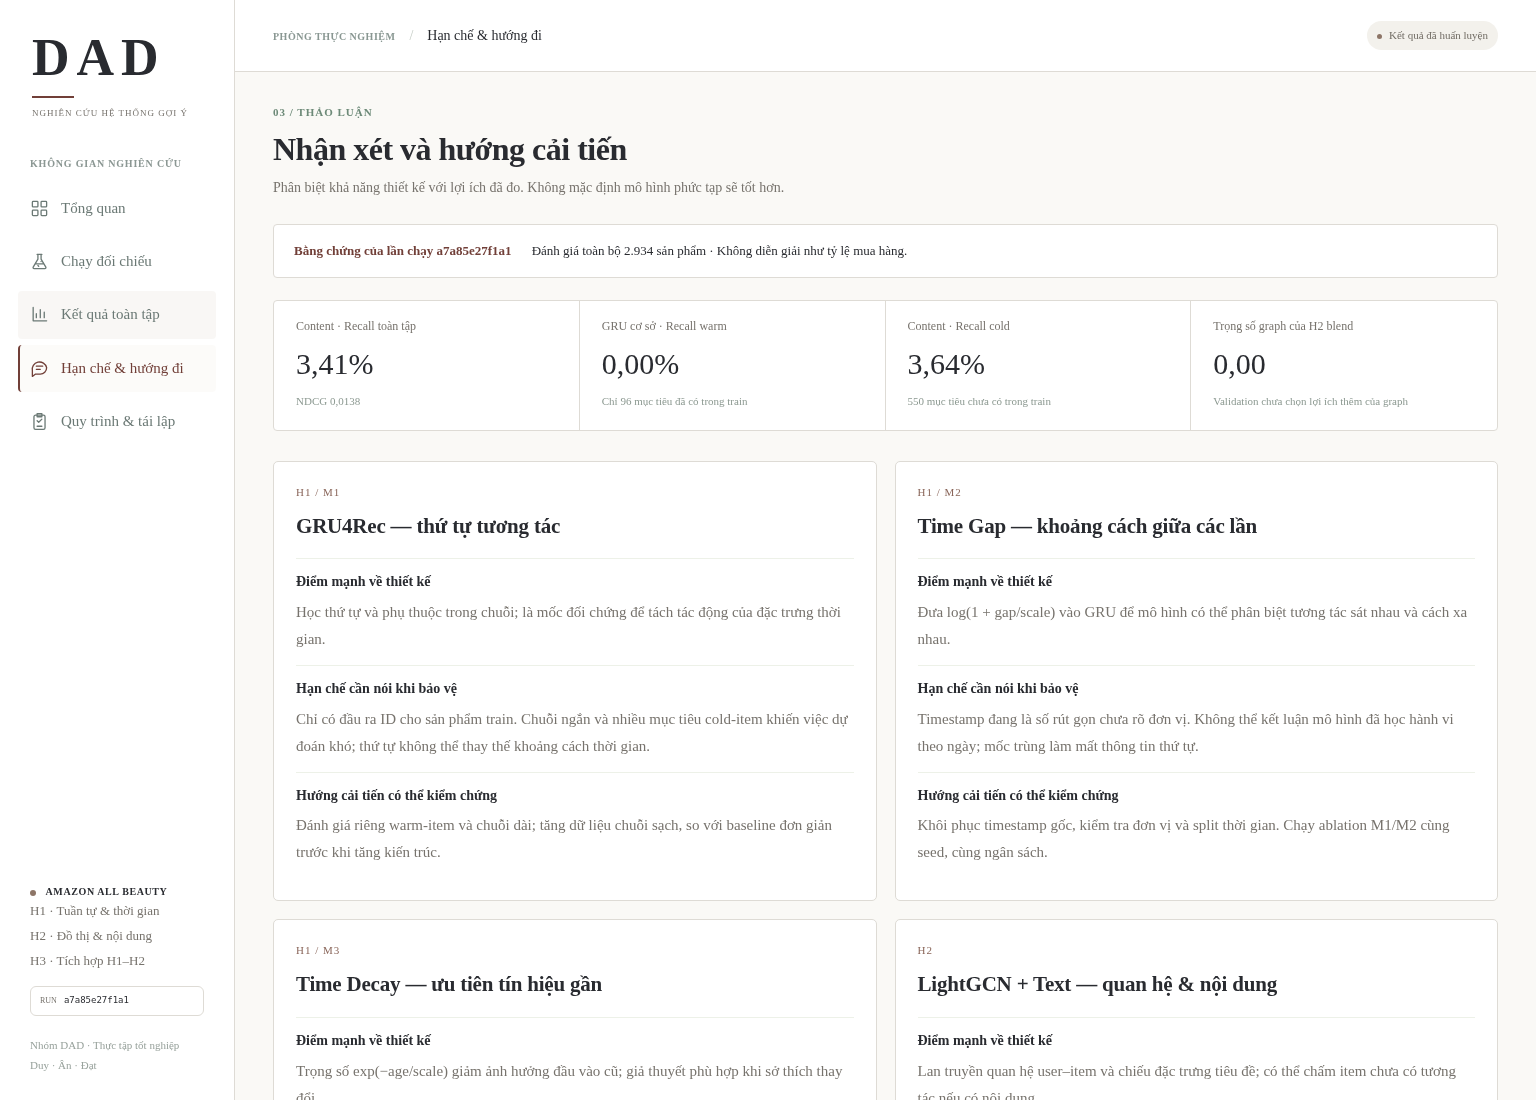 DAD
NGHIÊN CỨU HỆ THỐNG GỢI Ý
KHÔNG GIAN NGHIÊN CỨU
Tổng quan
Chạy đối chiếu
Kết quả toàn tập
Hạn chế & hướng đi
Quy trình & tái lập
AMAZON ALL BEAUTY
H1 · Tuần tự & thời gian
H2 · Đồ thị & nội dung
H3 · Tích hợp H1–H2
RUN a7a85e27f1a1
Nhóm DAD · Thực tập tốt nghiệp
Duy · Ân · Đạt
PHÒNG THỰC NGHIỆM / Hạn chế & hướng đi
Kết quả đã huấn luyện
03 / THẢO LUẬN
Nhận xét và hướng cải tiến
Phân biệt khả năng thiết kế với lợi ích đã đo. Không mặc định mô hình phức tạp sẽ tốt hơn.
Bằng chứng của lần chạy a7a85e27f1a1 Đánh giá toàn bộ 2.934 sản phẩm · Không diễn giải như tỷ lệ mua hàng.
Content · Recall toàn tập
3,41%
NDCG 0,0138
GRU cơ sở · Recall warm
0,00%
Chỉ 96 mục tiêu đã có trong train
Content · Recall cold
3,64%
550 mục tiêu chưa có trong train
Trọng số graph của H2 blend
0,00
Validation chưa chọn lợi ích thêm của graph
H1 / M1
GRU4Rec — thứ tự tương tác
Điểm mạnh về thiết kế
Học thứ tự và phụ thuộc trong chuỗi; là mốc đối chứng để tách tác động của đặc trưng thời
gian.
Hạn chế cần nói khi bảo vệ
Chỉ có đầu ra ID cho sản phẩm train. Chuỗi ngắn và nhiều mục tiêu cold-item khiến việc dự
đoán khó; thứ tự không thể thay thế khoảng cách thời gian.
Hướng cải tiến có thể kiểm chứng
Đánh giá riêng warm-item và chuỗi dài; tăng dữ liệu chuỗi sạch, so với baseline đơn giản
trước khi tăng kiến trúc.
H1 / M2
Time Gap — khoảng cách giữa các lần
Điểm mạnh về thiết kế
Đưa log(1 + gap/scale) vào GRU để mô hình có thể phân biệt tương tác sát nhau và cách xa
nhau.
Hạn chế cần nói khi bảo vệ
Timestamp đang là số rút gọn chưa rõ đơn vị. Không thể kết luận mô hình đã học hành vi
theo ngày; mốc trùng làm mất thông tin thứ tự.
Hướng cải tiến có thể kiểm chứng
Khôi phục timestamp gốc, kiểm tra đơn vị và split thời gian. Chạy ablation M1/M2 cùng
seed, cùng ngân sách.
H1 / M3
Time Decay — ưu tiên tín hiệu gần
Điểm mạnh về thiết kế
Trọng số exp(−age/scale) giảm ảnh hưởng đầu vào cũ; giả thuyết phù hợp khi sở thích thay
đổi.
H2
LightGCN + Text — quan hệ & nội dung
Điểm mạnh về thiết kế
Lan truyền quan hệ user–item và chiếu đặc trưng tiêu đề; có thể chấm item chưa có tương
tác nếu có nội dung.